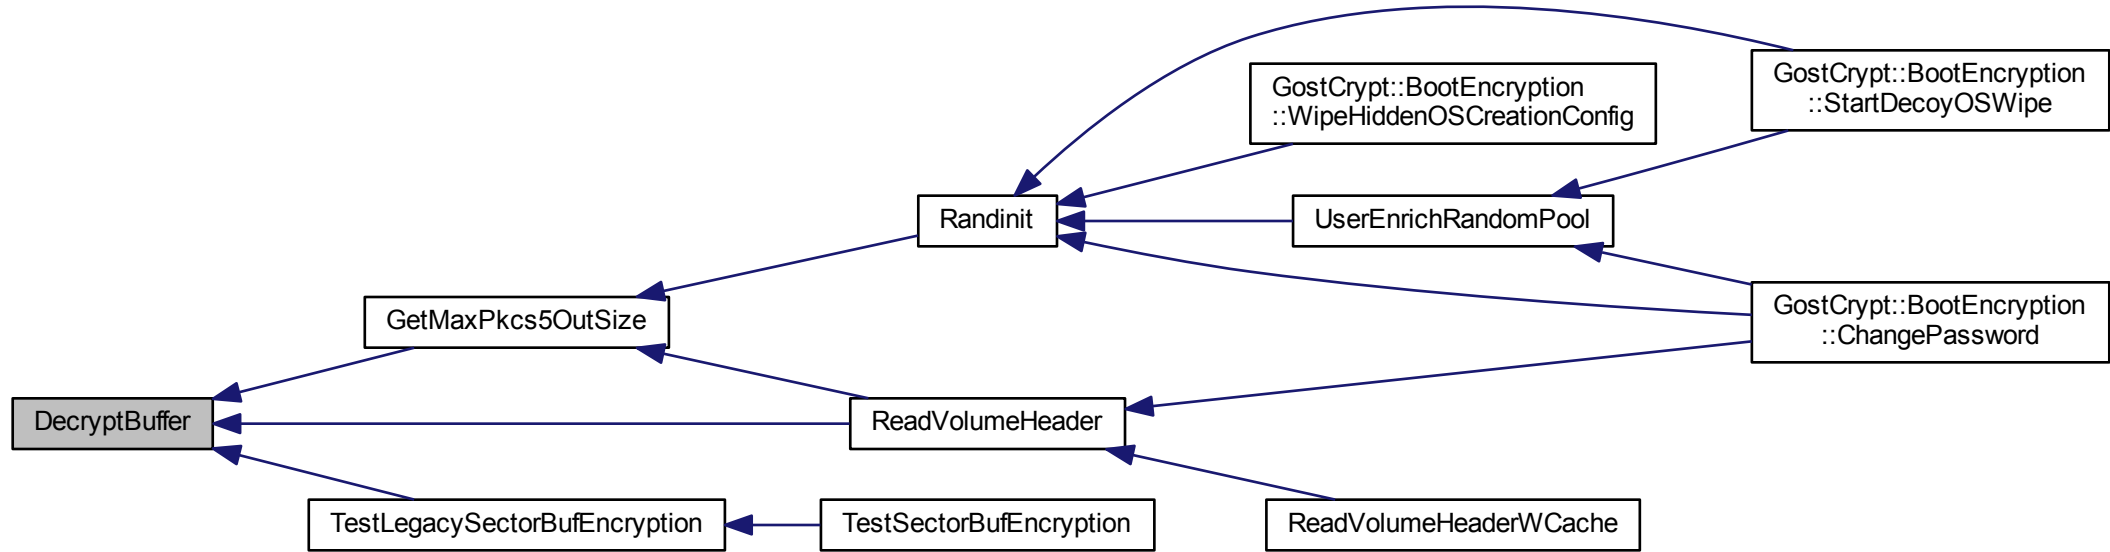 GostCrypt::BootEncryption
::StartDecoyOSWipe
GostCrypt::BootEncryption
::WipeHiddenOSCreationConfig
Randinit
UserEnrichRandomPool
GetMaxPkcs5OutSize
GostCrypt::BootEncryption
::ChangePassword
DecryptBuffer
ReadVolumeHeader
TestLegacySectorBufEncryption
TestSectorBufEncryption
ReadVolumeHeaderWCache